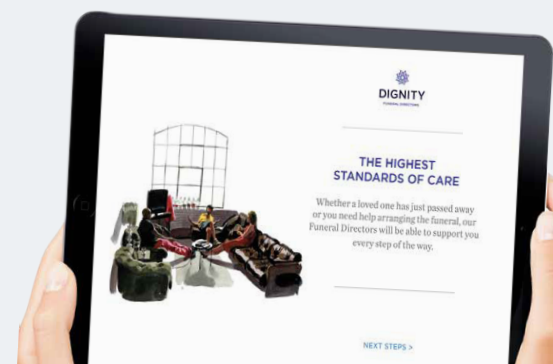 DIGNITY
FUNERAL DIRECTORS
THE HIGHEST
STANDARDS OF CARE
Whether a loved one has just passed away
or you need help arranging the funeral, our
Funeral Directors will be able to support you
every step of the way.
NEXT STEPS >